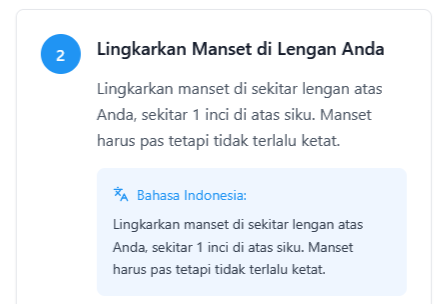 2
Lingkarkan Manset di Lengan Anda
Lingkarkan manset di sekitar lengan atas
Anda, sekitar 1 inci di atas siku. Manset
harus pas tetapi tidak terlalu ketat.
Bahasa Indonesia:
Lingkarkan manset di sekitar lengan atas
Anda, sekitar 1 inci di atas siku. Manset
harus pas tetapi tidak terlalu ketat.